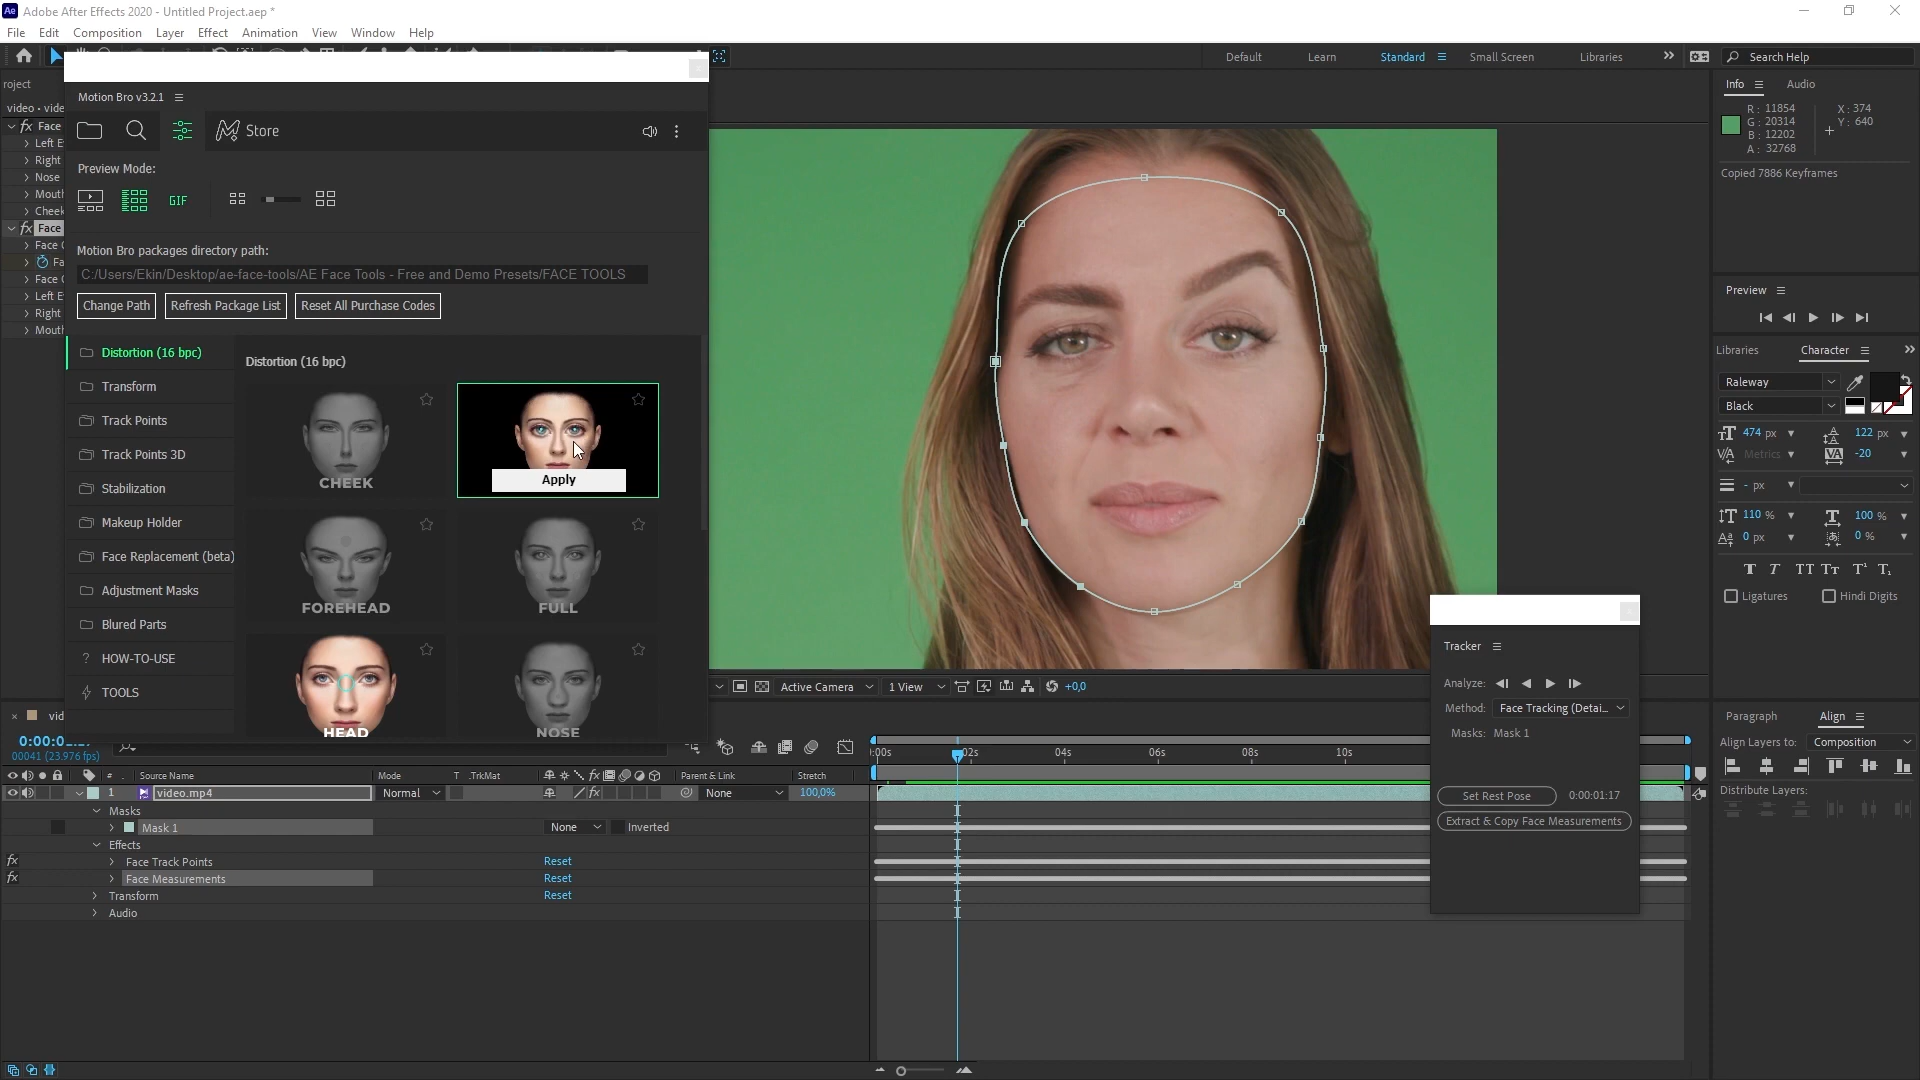 Adobe After Effects 2020 - Untitled Project.aep *
File Edit Composition Layer Effect Animation View Window Help
Default Learn Standard Small Screen Libraries Search Help
roject
video • vide
Face
Left E
Right
Nose
Mouth
Cheek
Face
Face C
Fa
Face C
Left E
Right
Mouth
Motion Bro v3.2.1
Store
Preview Mode:
GIF
Motion Bro packages directory path:
C:/Users/Ekin/Desktop/ae-face-tools/AE Face Tools - Free and Demo Presets/FACE TOOLS
Change Path Refresh Package List Reset All Purchase Codes
Distortion (16 bpc)
Transform
Track Points
Track Points 3D
Stabilization
Makeup Holder
Face Replacement (beta)
Adjustment Masks
Blured Parts
? HOW-TO-USE
TOOLS
Distortion (16 bpc)
CHEEK
Apply
FOREHEAD
FULL
HEAD
NOSE
Active Camera 1 View +0,0
Info Audio
R: 11854
G: 20314
B: 12202
A: 32768
X: 374
Y: 640
Copied 7886 Keyframes
Preview
Libraries Character
Raleway
Black
474 px 122 px
Metrics -20
- px
110 % 100 %
0 px 0 %
Ligatures Hindi Digits
Paragraph Align
Align Layers to: Composition
Distribute Layers:
Tracker
Analyze:
Method: Face Tracking (Detai...
Masks: Mask 1
Set Rest Pose 0:00:01:17
Extract & Copy Face Measurements
vid
00041 (23.976 fps)
:00s 02s 04s 06s 08s 10s
# Source Name Mode T .TrkMat Parent & Link Stretch
1 video.mp4 Normal None 100,0%
Masks
Mask 1 None Inverted
Effects
Face Track Points Reset
Face Measurements Reset
Transform Reset
Audio